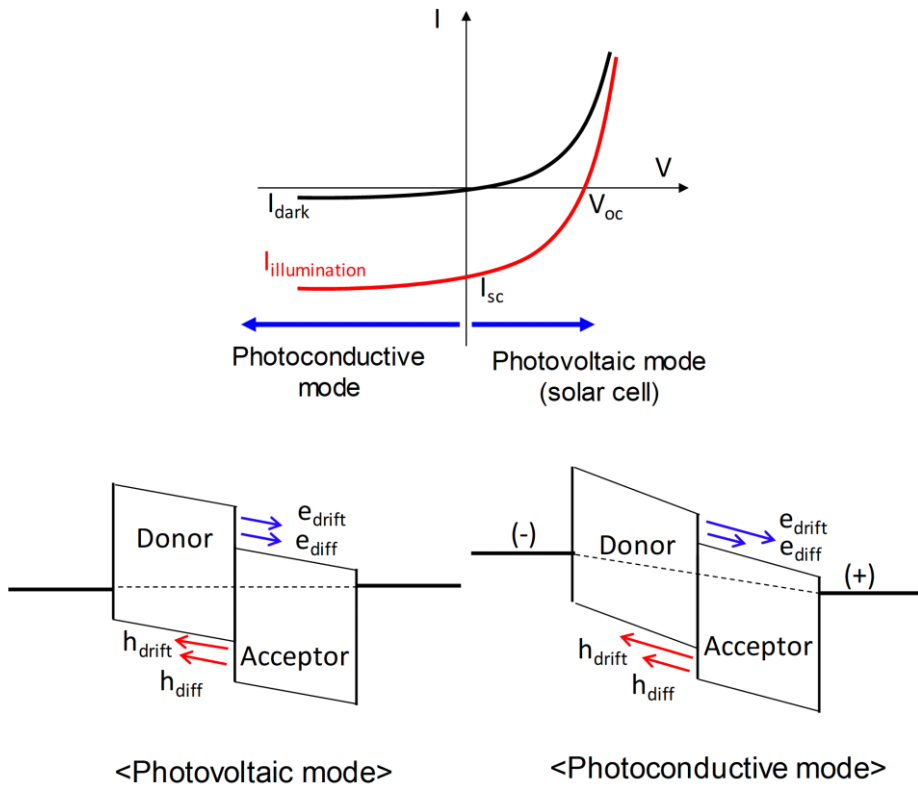 I
V
I_dark
V_oc
I_illumination
I_sc
Photoconductive
mode
Photovoltaic mode
(solar cell)
Donor
e_drift
e_diff
h_drift
h_diff
Acceptor
(-)
Donor
e_drift
e_diff
(+)
h_drift
h_diff
Acceptor
<Photovoltaic mode>
<Photoconductive mode>